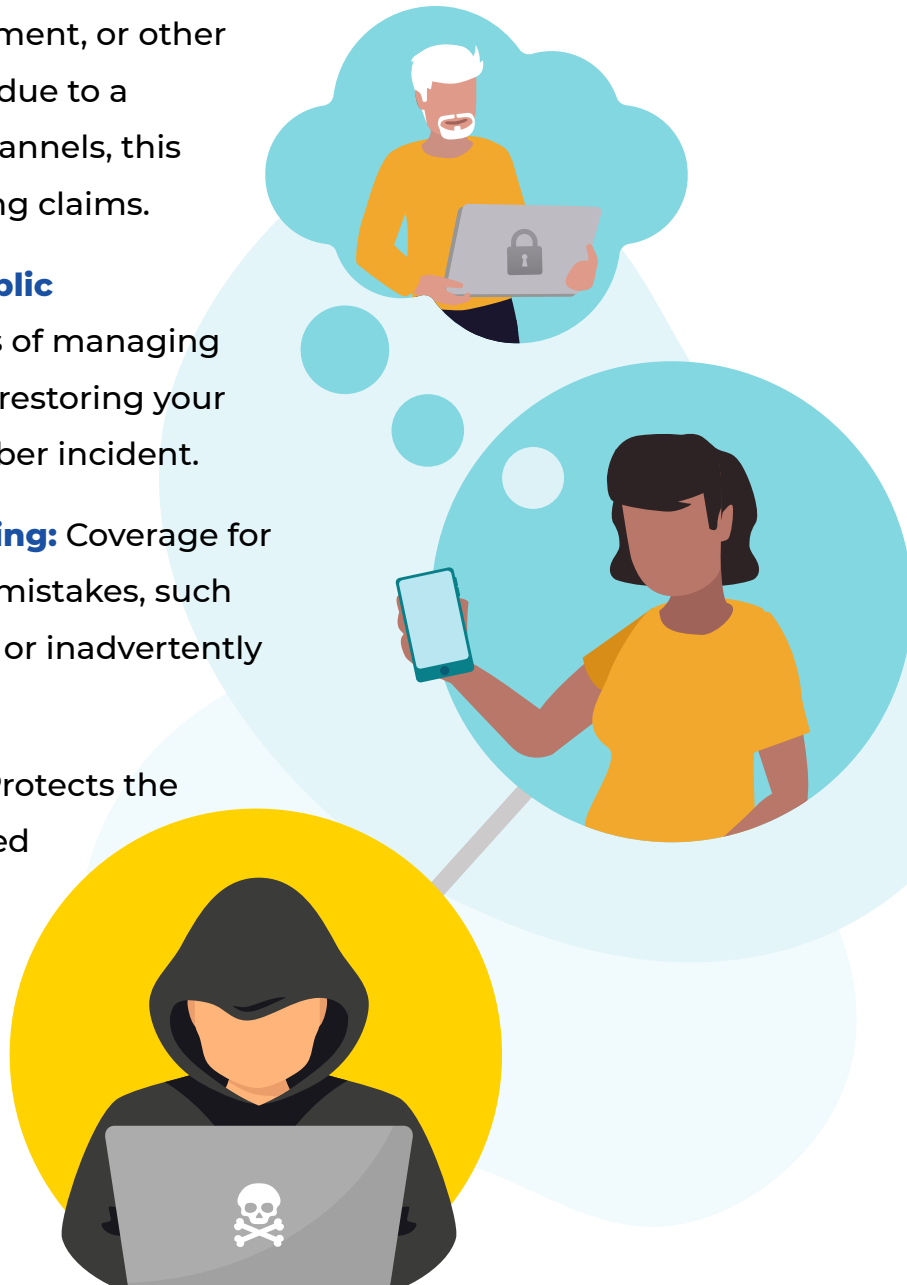 ment, or other
due to a
annels, this
ng claims.
blic
s of managing
restoring your
ber incident.
ing: Coverage for
mistakes, such
or inadvertently
Protects the
ed